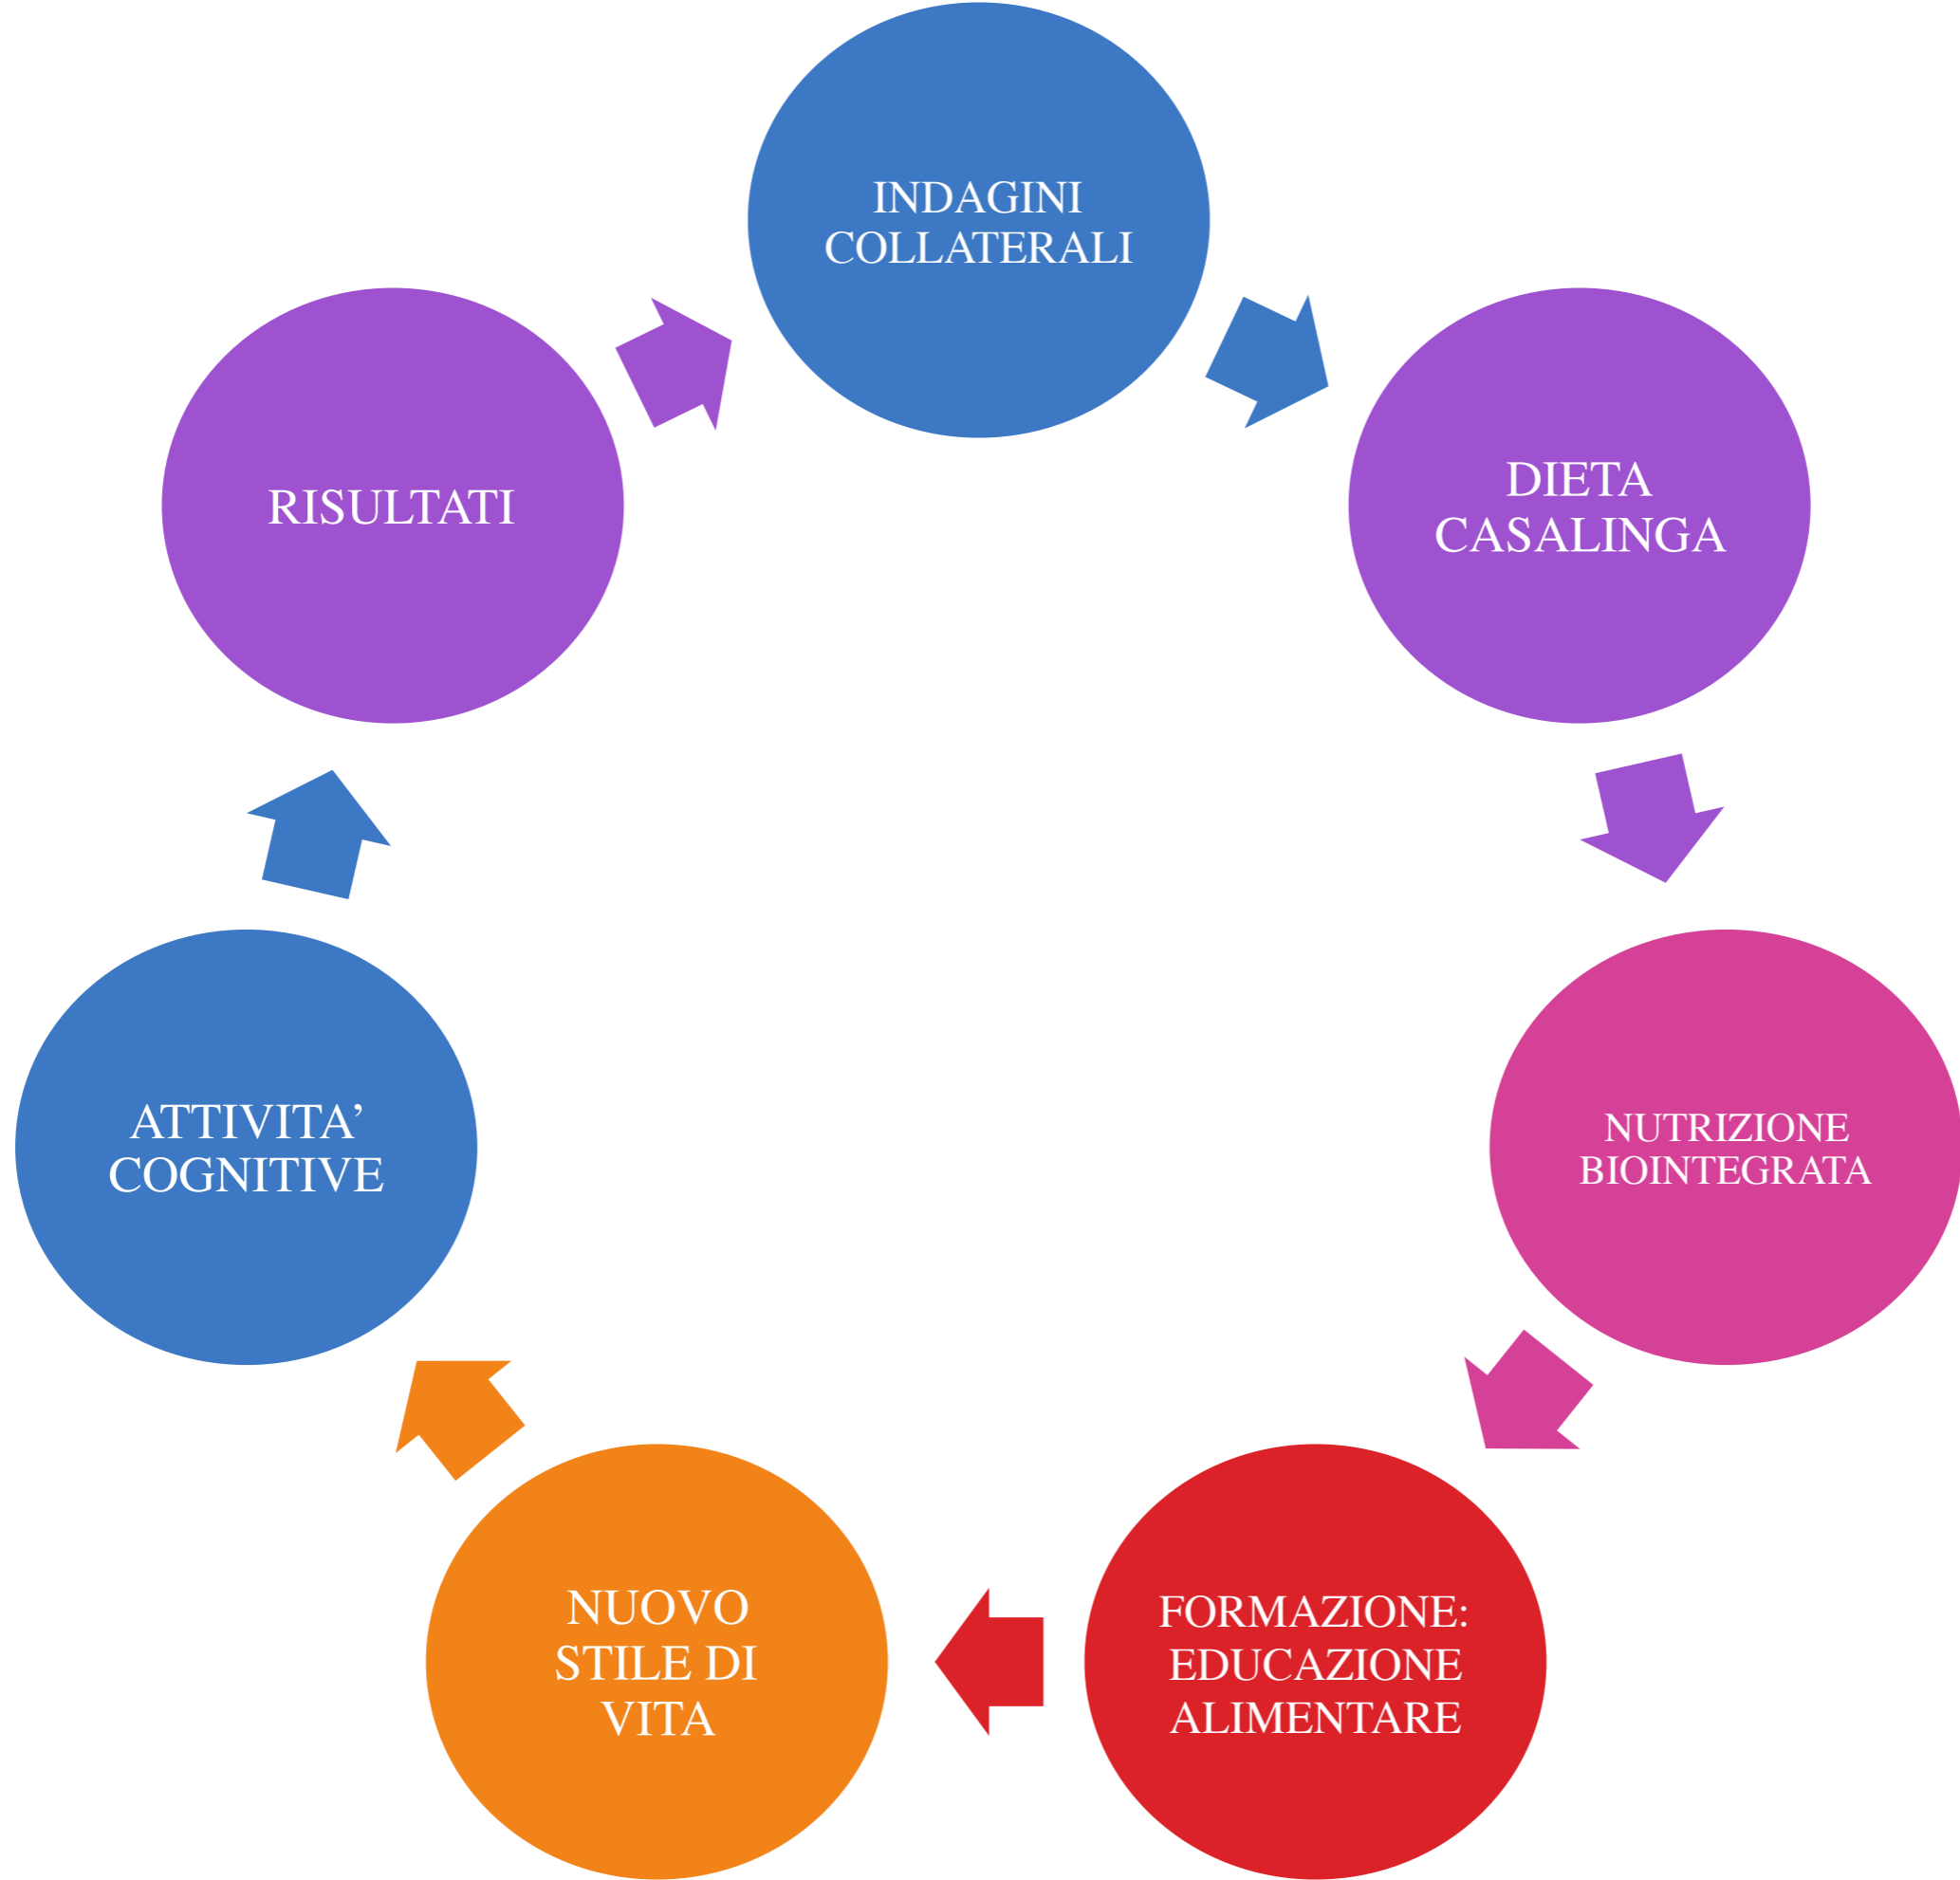 INDAGINI
COLLATERALI
DIETA
CASALINGA
NUTRIZIONE
BIOINTEGRATA
FORMAZIONE:
EDUCAZIONE
ALIMENTARE
NUOVO
STILE DI
VITA
ATTIVITA’
COGNITIVE
RISULTATI